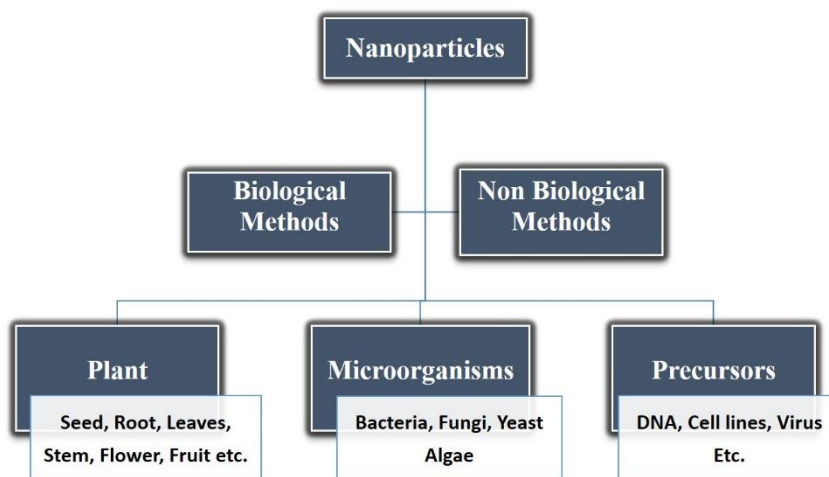 Nanoparticles
Biological
Methods
Non Biological
Methods
Plant
Seed, Root, Leaves,
Stem, Flower, Fruit etc.
Microorganisms
Bacteria, Fungi, Yeast
Algae
Precursors
DNA, Cell lines, Virus
Etc.